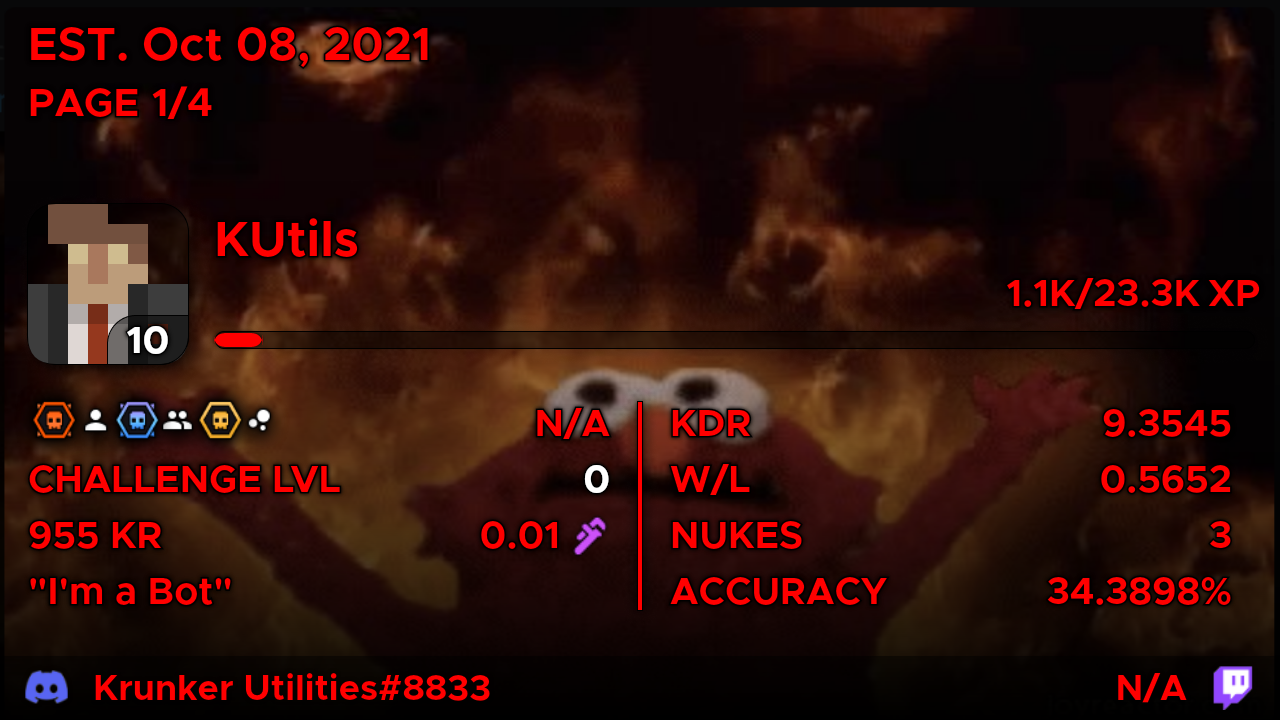 EST. Oct 08, 2021
PAGE 1/4
KUtils
1.1K/23.3K XP
10
N/A
KDR 9.3545
CHALLENGE LVL 0
W/L 0.5652
955 KR 0.01
NUKES 3
"I'm a Bot"
ACCURACY 34.3898%
Krunker Utilities#8833
N/A